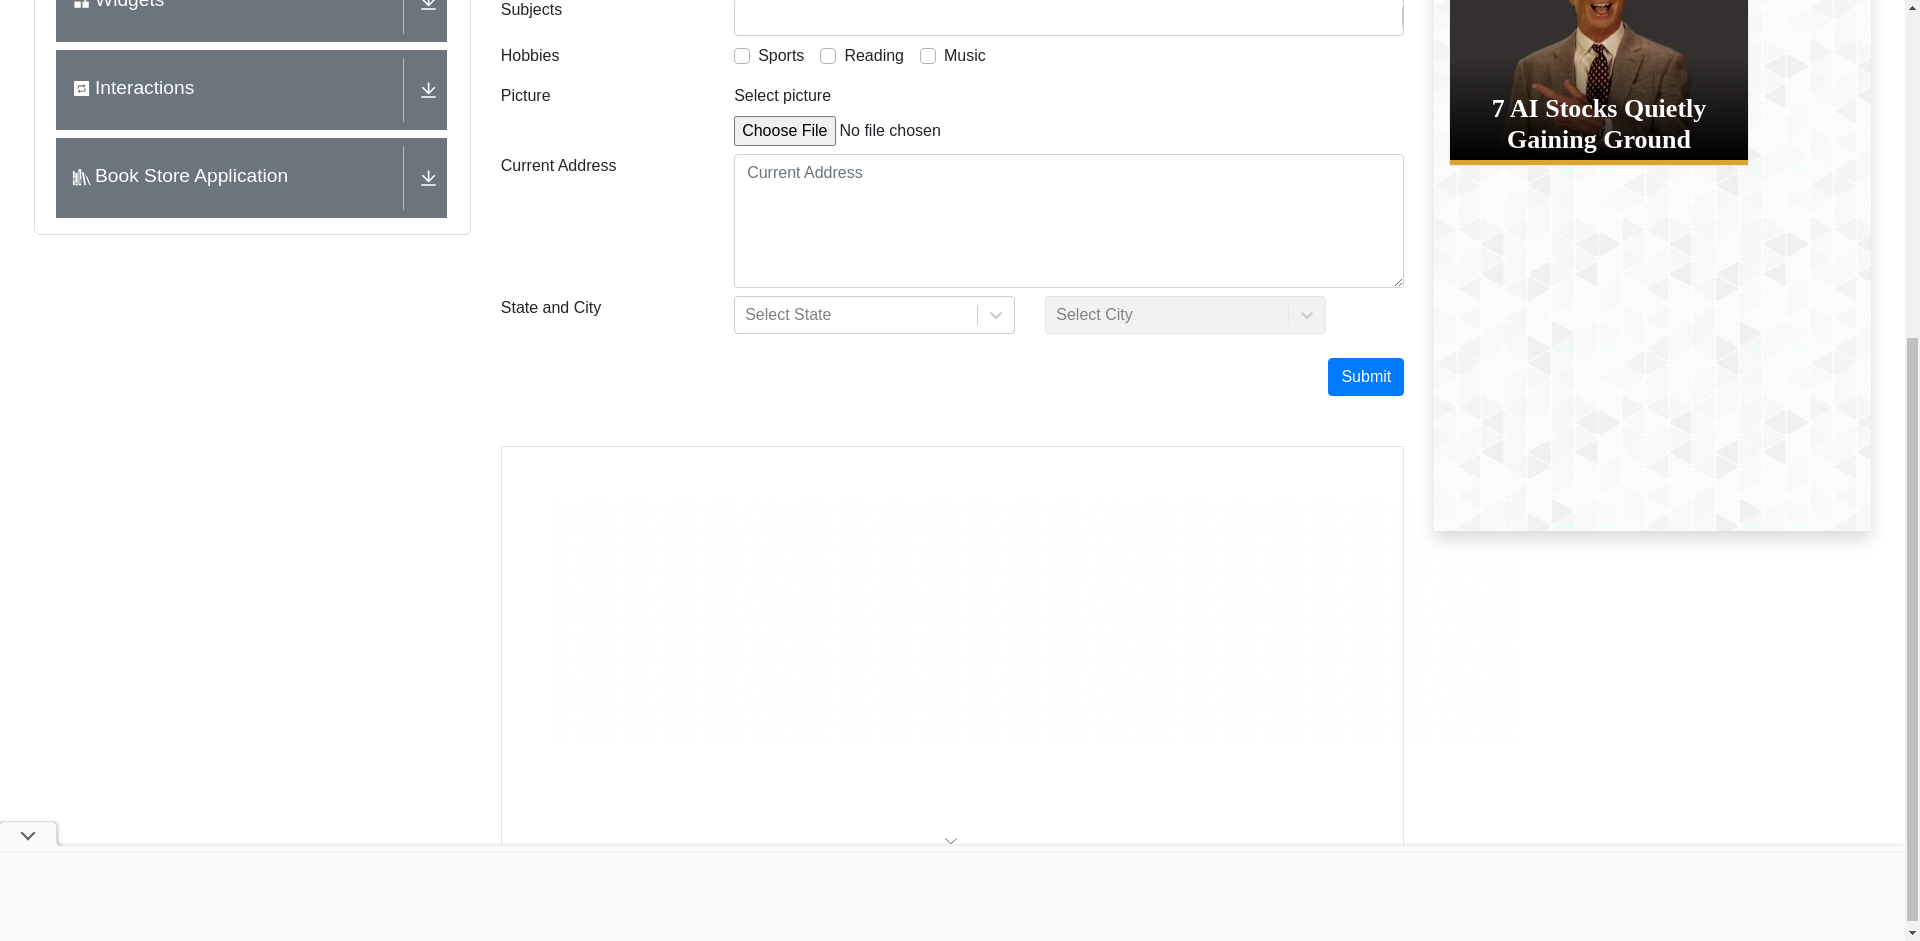 Widgets
Interactions
Book Store Application
Subjects
Hobbies
Sports Reading Music
Picture
Select picture
Choose File No file chosen
Current Address
Current Address
State and City
Select State
Select City
Submit
7 AI Stocks Quietly
Gaining Ground